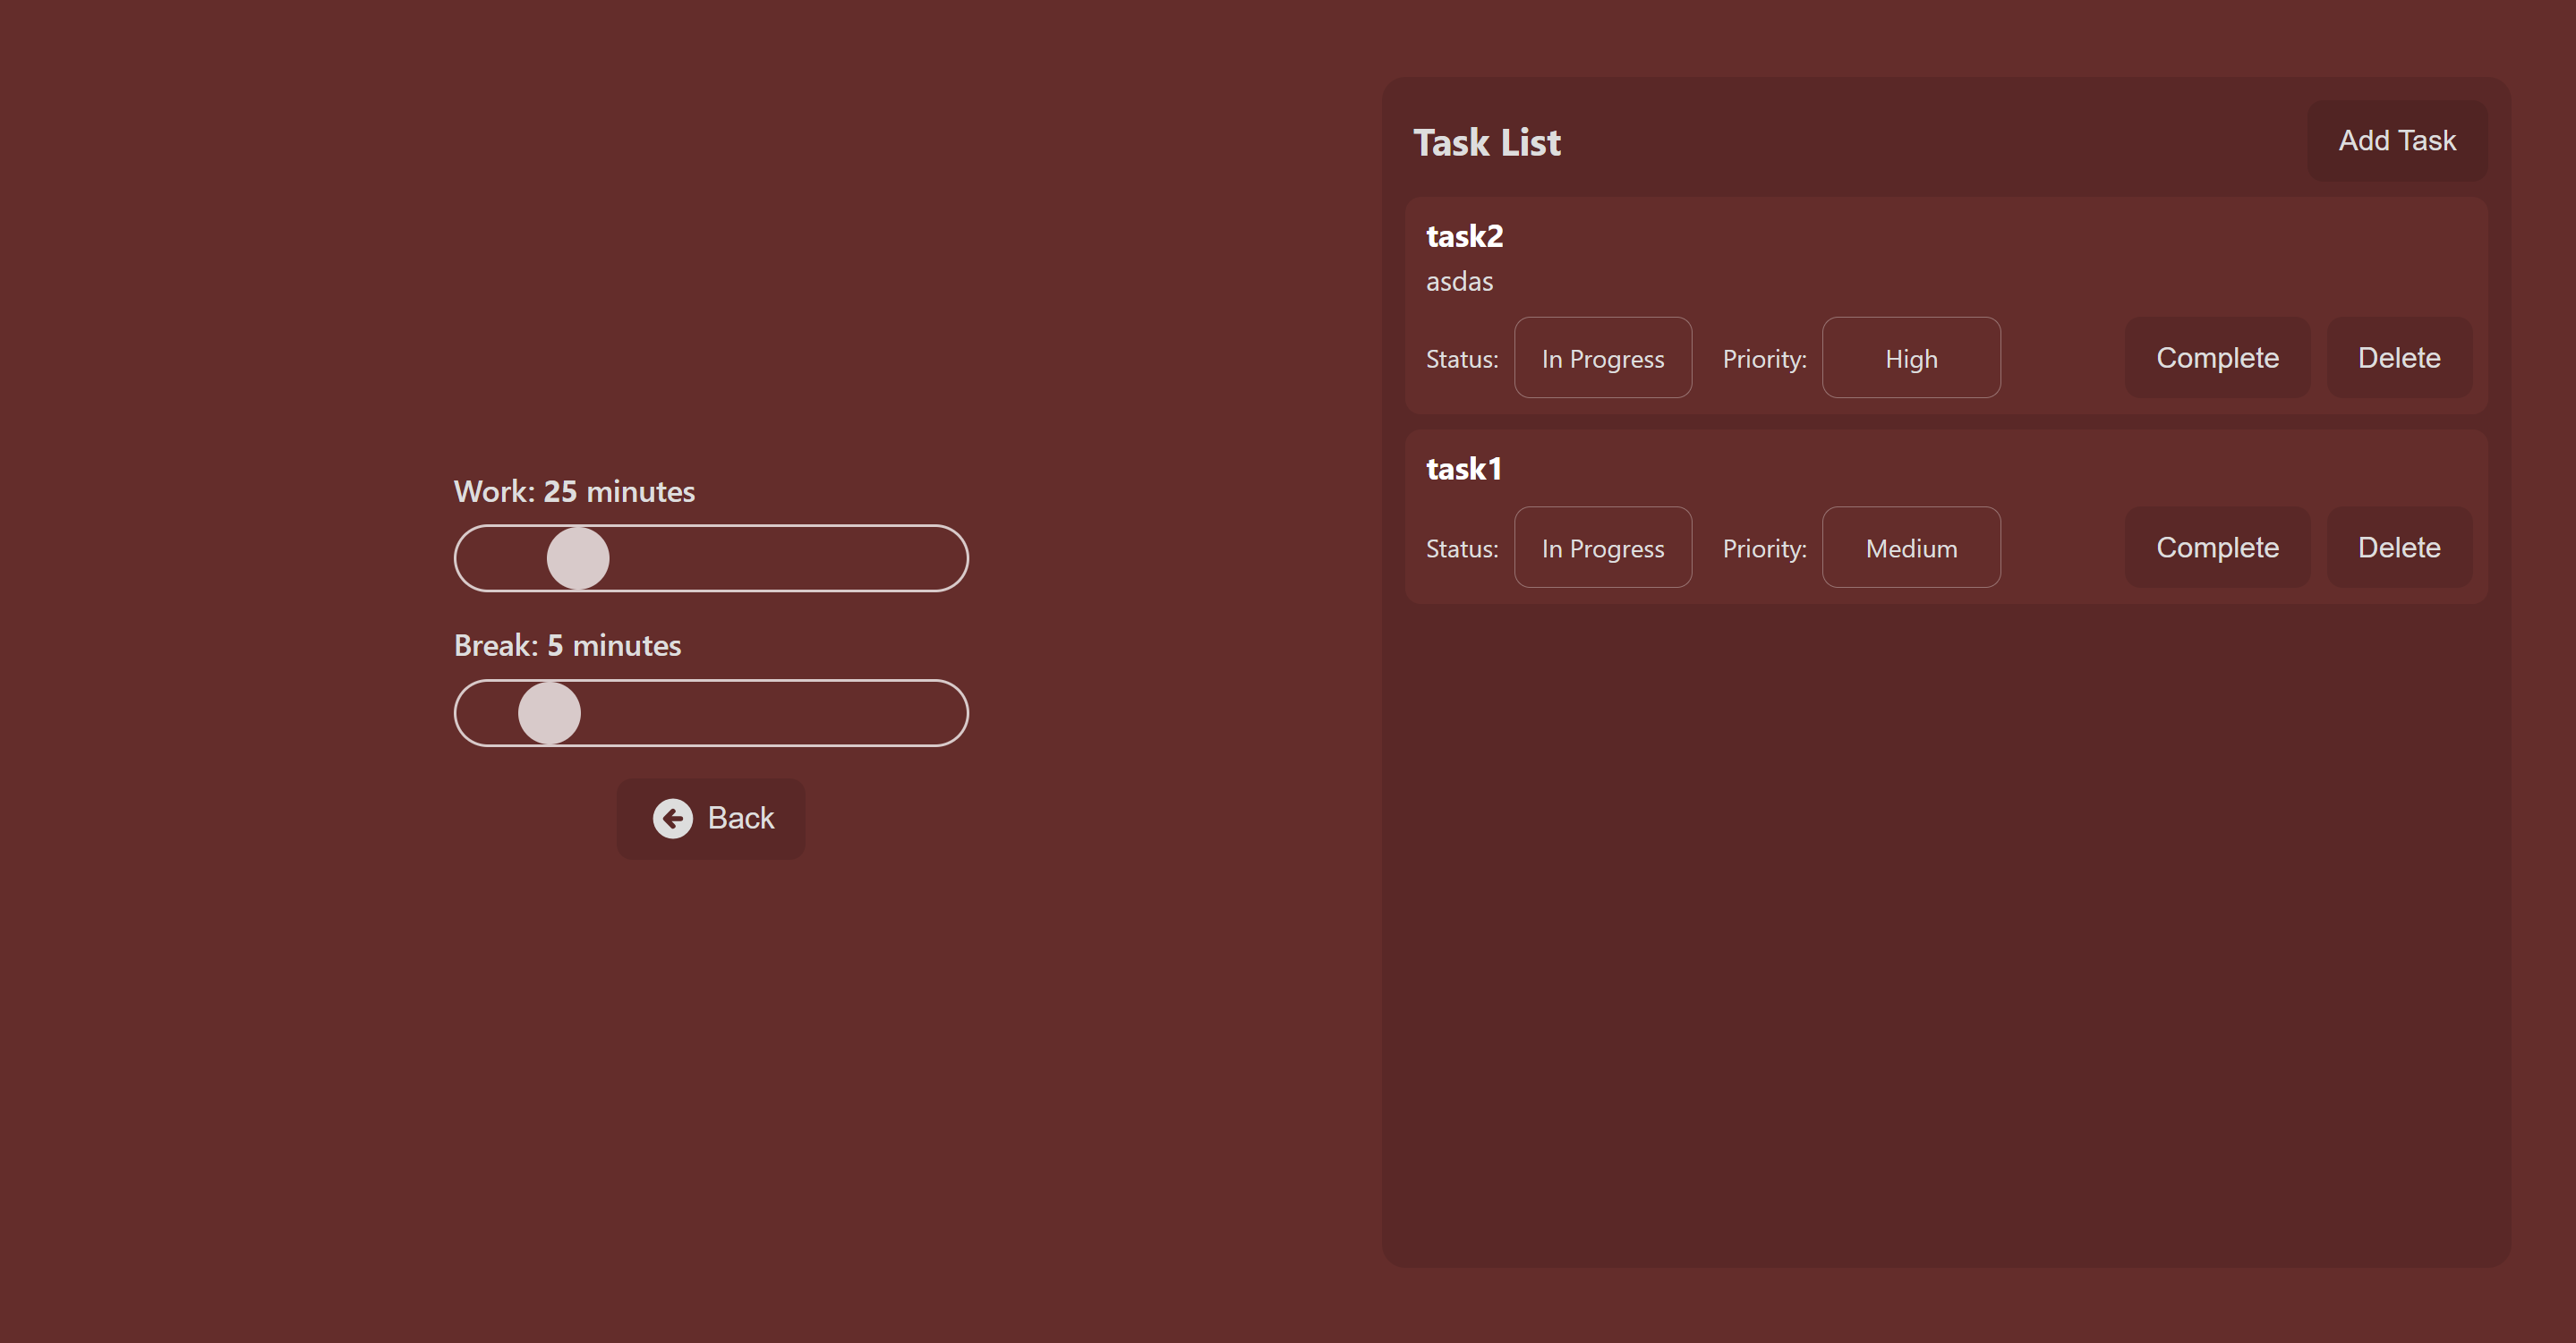 Work: 25 minutes
Break: 5 minutes
Back
Task List
Add Task
task2
asdas
Status: In Progress Priority: High Complete Delete
task1
Status: In Progress Priority: Medium Complete Delete